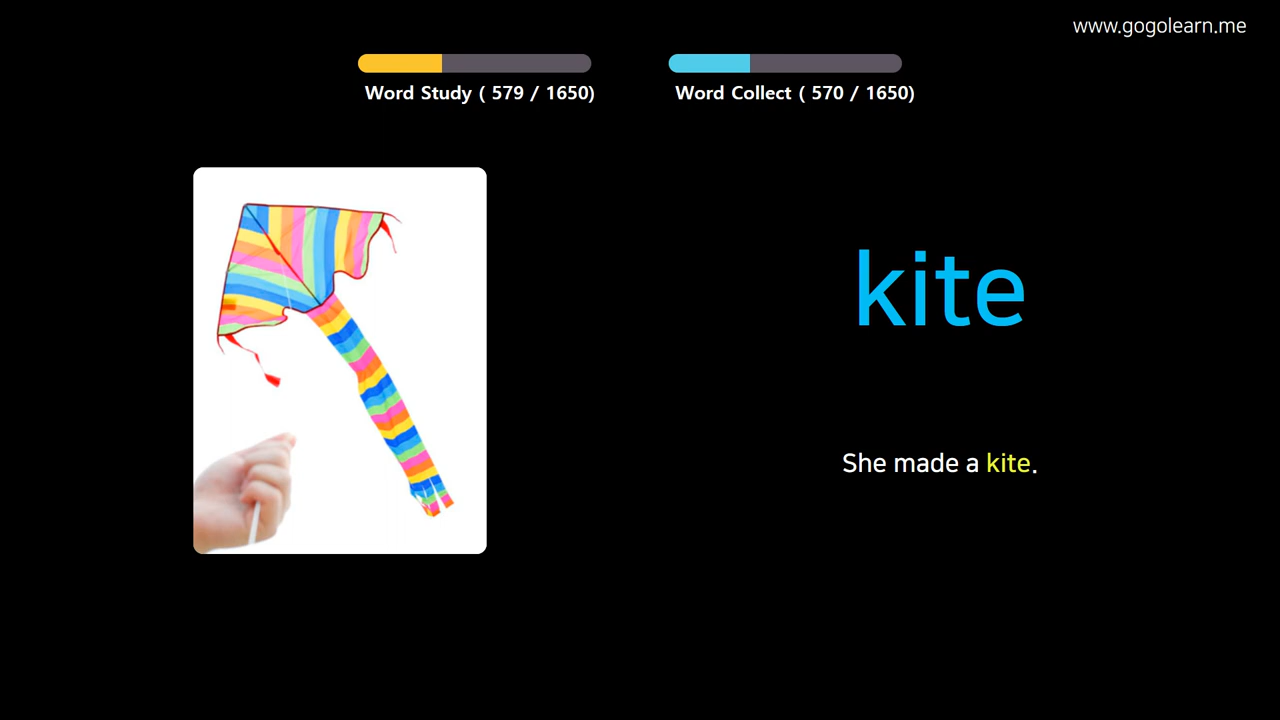 www.gogolearn.me
Word Study ( 579 / 1650)
Word Collect ( 570 / 1650)
kite
She made a kite.